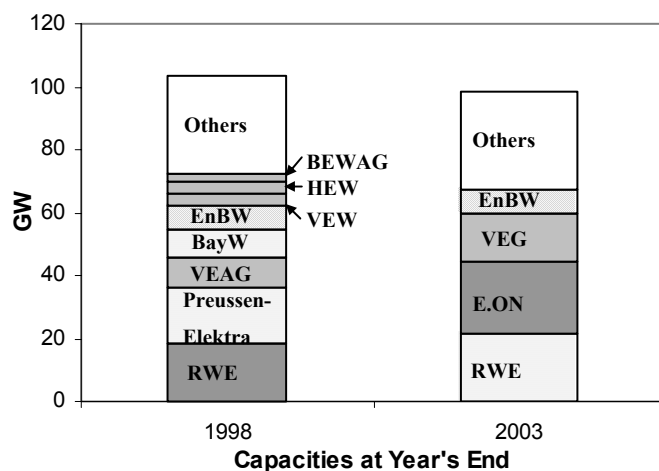 120
100
80
60
40
20
0
GW
Others
BEWAG
HEW
VEW
EnBW
BayW
VEAG
Preussen-
Elektra
RWE
Others
EnBW
VEG
E.ON
RWE
1998
2003
Capacities at Year's End